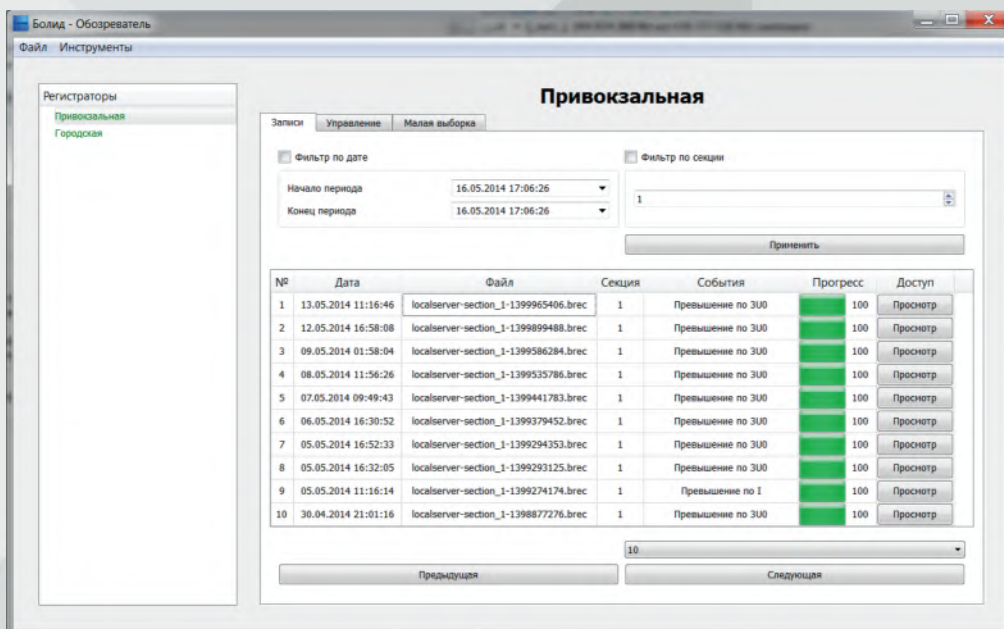 Болид - Обозреватель
Файл Инструменты
Регистраторы
Привокзальная
Городская
Привокзальная
Записи Управление Малая выборка
Фильтр по дате Фильтр по секции
Начало периода 16.05.2014 17:06:26
1
Конец периода 16.05.2014 17:06:26
Применить
№ Дата Файл Секция События Прогресс Доступ
1 13.05.2014 11:16:46 localserver-section_1-1399965406.brec 1 Превышение по 3U0 100 Просмотр
2 12.05.2014 16:58:08 localserver-section_1-1399899488.brec 1 Превышение по 3U0 100 Просмотр
3 09.05.2014 01:58:04 localserver-section_1-1399586284.brec 1 Превышение по 3U0 100 Просмотр
4 08.05.2014 11:56:26 localserver-section_1-1399535786.brec 1 Превышение по 3U0 100 Просмотр
5 07.05.2014 09:49:43 localserver-section_1-1399441783.brec 1 Превышение по 3U0 100 Просмотр
6 06.05.2014 16:30:52 localserver-section_1-1399379452.brec 1 Превышение по 3U0 100 Просмотр
7 05.05.2014 16:52:33 localserver-section_1-1399294353.brec 1 Превышение по 3U0 100 Просмотр
8 05.05.2014 16:32:05 localserver-section_1-1399293125.brec 1 Превышение по 3U0 100 Просмотр
9 05.05.2014 11:16:14 localserver-section_1-1399274174.brec 1 Превышение по I 100 Просмотр
10 30.04.2014 21:01:16 localserver-section_1-1398877276.brec 1 Превышение по 3U0 100 Просмотр
10
Предыдущая Следующая